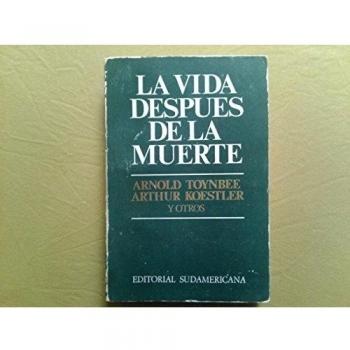 LA VIDA
DESPUES
DE LA
MUERTE
ARNOLD TOYNBEE
ARTHUR KOESTLER
Y OTROS
EDITORIAL SUDAMERICANA